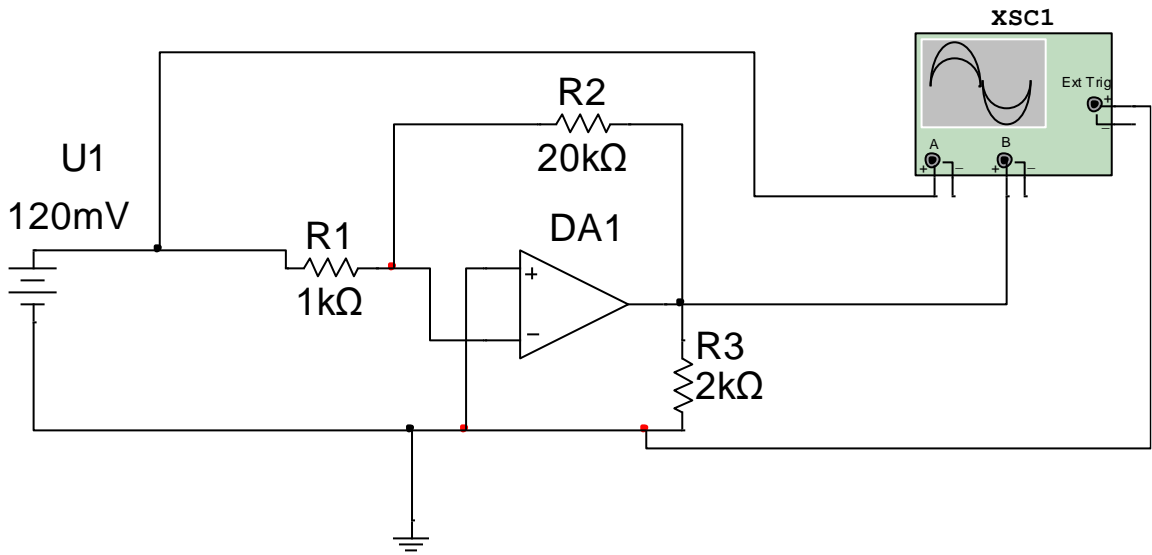 xsc1
Ext Trig
+
−
A
B
+ −
+ −
R2
20kΩ
U1
120mV
R1
1kΩ
DA1
+
−
R3
2kΩ